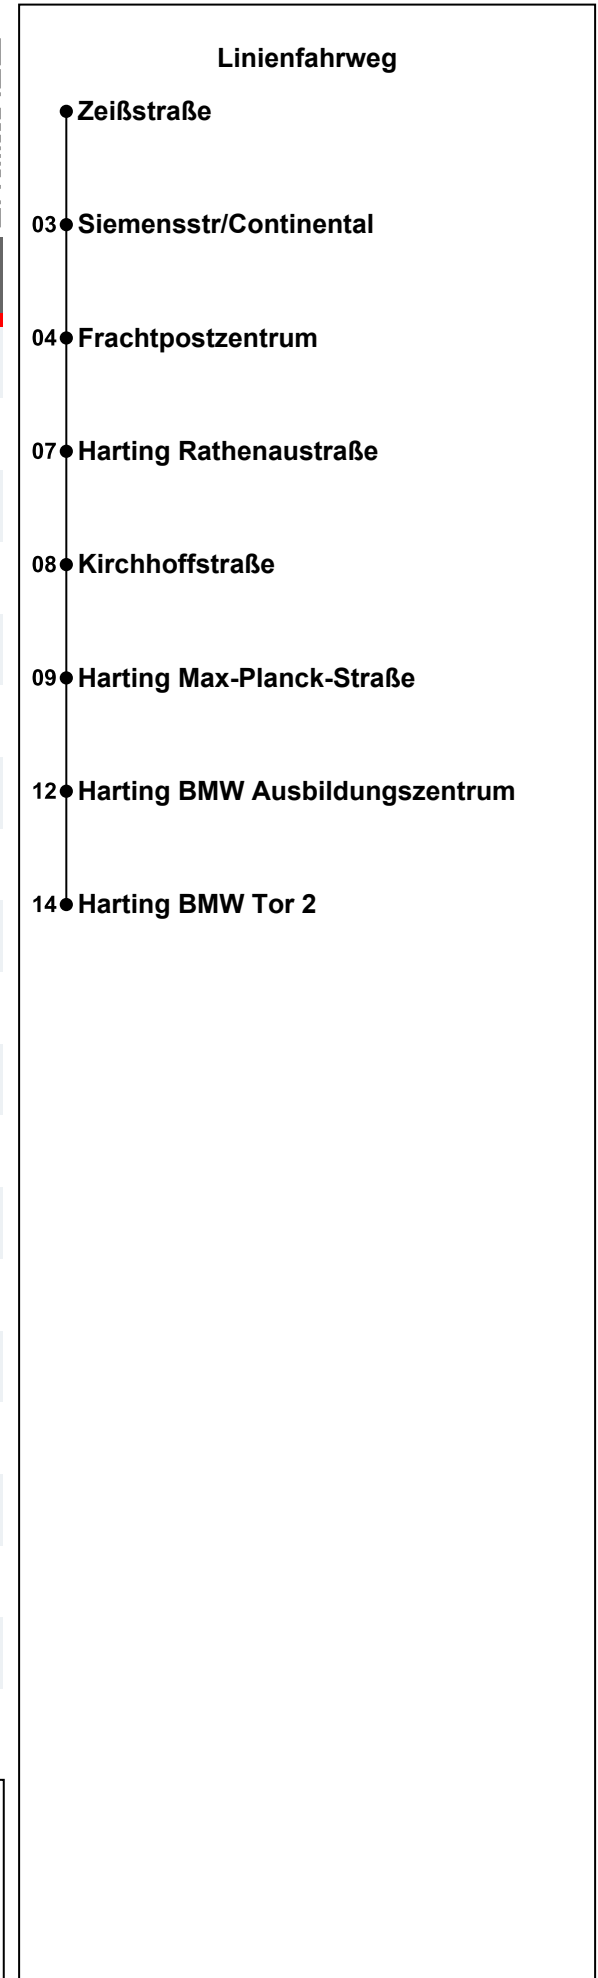 Linienfahrweg
Zeißstraße
03 Siemensstr/Continental
04 Frachtpostzentrum
07 Harting Rathenaustraße
08 Kirchhoffstraße
09 Harting Max-Planck-Straße
12 Harting BMW Ausbildungszentrum
14 Harting BMW Tor 2